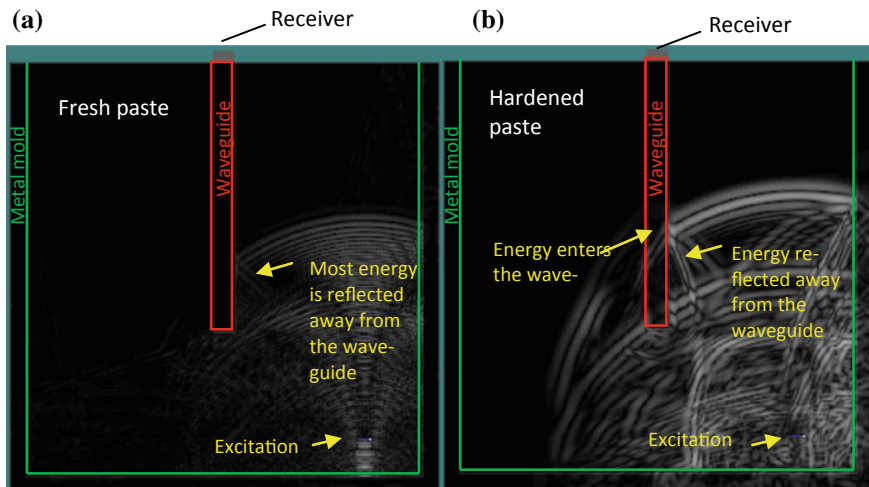 (a)
Receiver
Fresh paste
Metal mold
Waveguide
Most energy
is reflected
away from
the wave-
guide
Excitation
(b)
Receiver
Hardened
paste
Metal mold
Waveguide
Energy enters
the wave-
Energy re-
flected away
from the
waveguide
Excitation